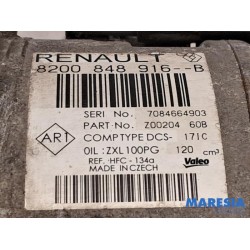 RENAULT
8200 848 916--B
SERI No. 7084664903
PART No. Z00204 60B
ART
COMP.TYPE DCS- 171C
OIL :ZXL100PG 120 cm³
REF.:HFC-134a
MADE IN CZECH
Valeo
MARESIA